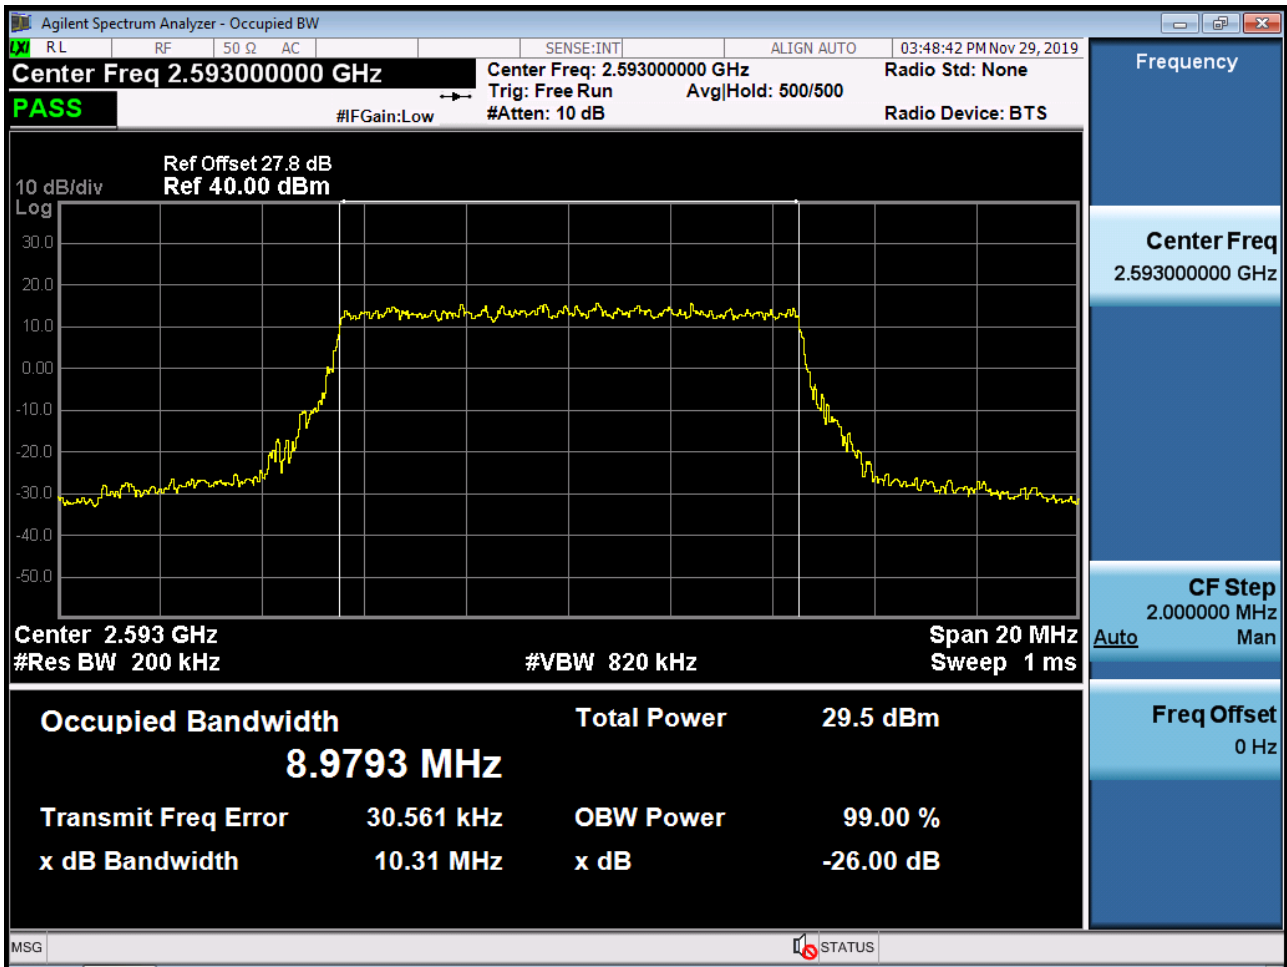 Agilent Spectrum Analyzer - Occupied BW
LXI RL RF 50 Ω AC SENSE:INT ALIGN AUTO 03:48:42 PM Nov 29, 2019
Center Freq 2.593000000 GHz
Center Freq: 2.593000000 GHz
Radio Std: None
Trig: Free Run Avg|Hold: 500/500
PASS
#IFGain:Low
#Atten: 10 dB
Radio Device: BTS
Ref Offset 27.8 dB
10 dB/div Ref 40.00 dBm
Log
30.0
20.0
10.0
0.00
-10.0
-20.0
-30.0
-40.0
-50.0
Center 2.593 GHz Span 20 MHz
#Res BW 200 kHz #VBW 820 kHz Sweep 1 ms
Occupied Bandwidth Total Power 29.5 dBm
8.9793 MHz
Transmit Freq Error 30.561 kHz OBW Power 99.00 %
x dB Bandwidth 10.31 MHz x dB -26.00 dB
Frequency
Center Freq
2.593000000 GHz
CF Step
2.000000 MHz
Auto Man
Freq Offset
0 Hz
MSG STATUS